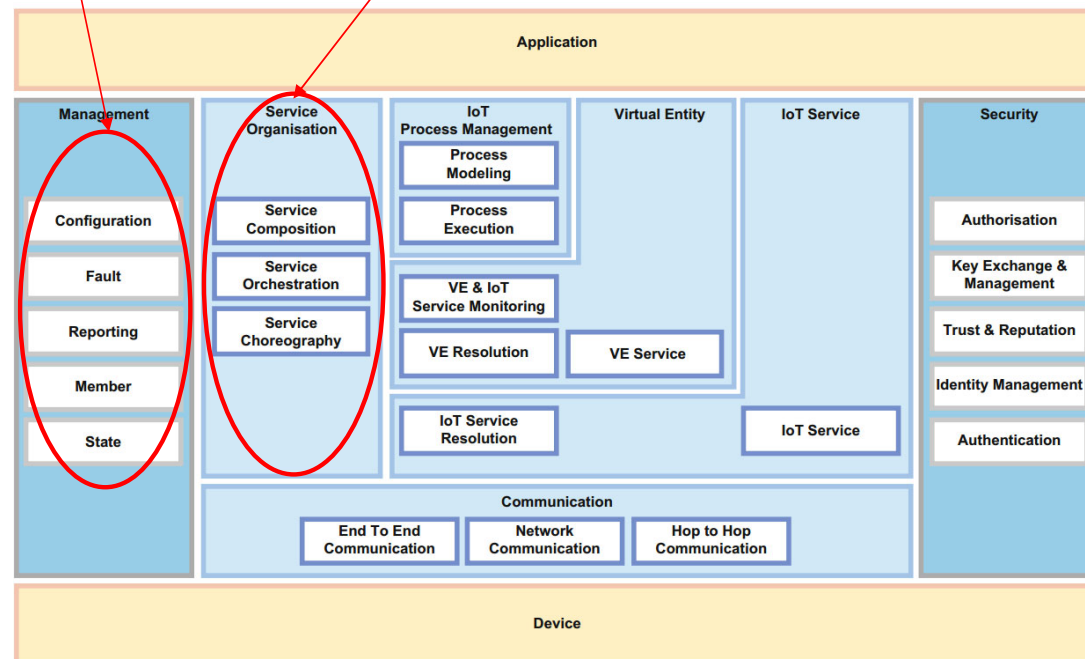 Application
Management
Configuration
Fault
Reporting
Member
State
Service
Organisation
Service
Composition
Service
Orchestration
Service
Choreography
IoT
Process Management
Process
Modeling
Process
Execution
Virtual Entity
VE & IoT
Service Monitoring
VE Resolution
VE Service
IoT Service
IoT Service
Resolution
IoT Service
Communication
End To End
Communication
Network
Communication
Hop to Hop
Communication
Security
Authorisation
Key Exchange &
Management
Trust & Reputation
Identity Management
Authentication
Device